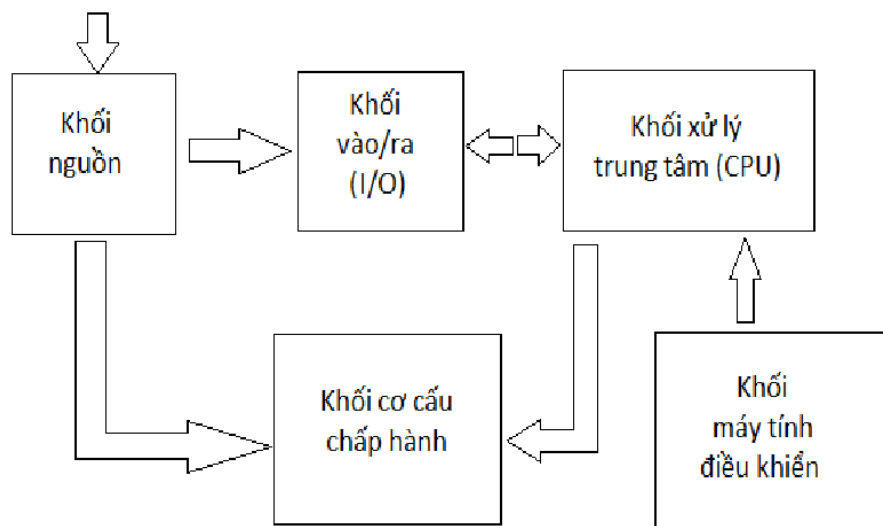 Khối
nguồn
Khối
vào/ra
(I/O)
Khối xử lý
trung tâm (CPU)
Khối cơ cấu
chấp hành
Khối
máy tính
điều khiển